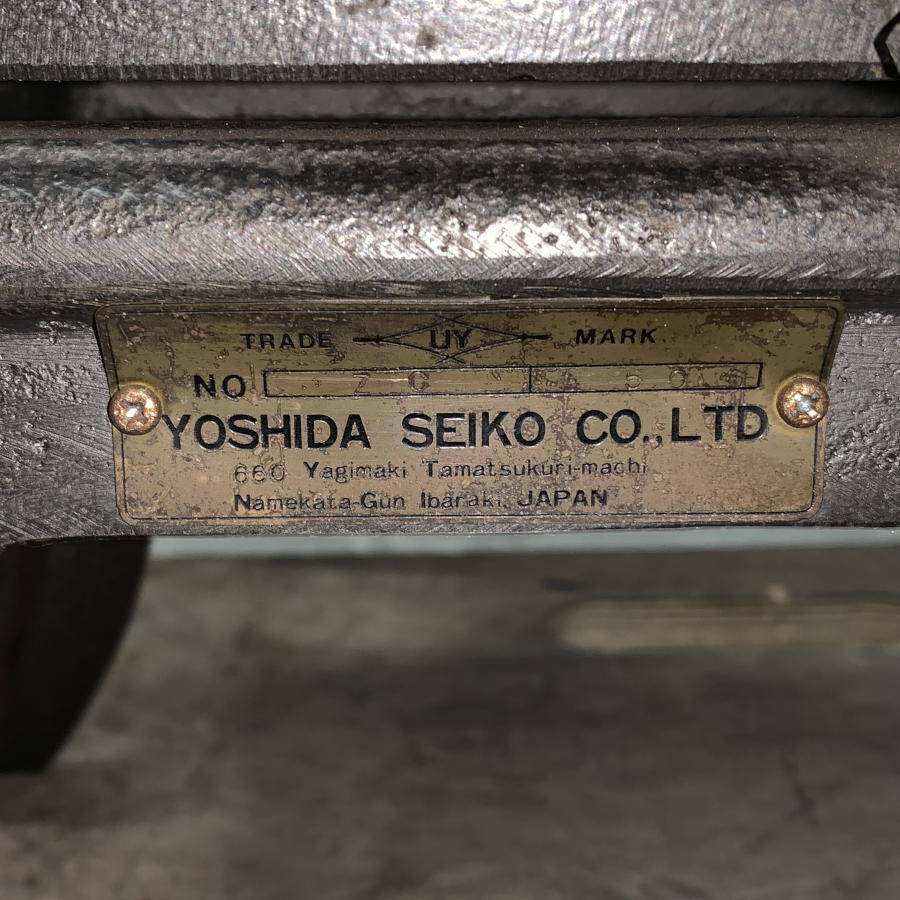 TRADE UY MARK
NO
YOSHIDA SEIKO CO.,LTD
660 Yagimaki Tamatsukuri-machi
Namekata-Gun Ibaraki, JAPAN